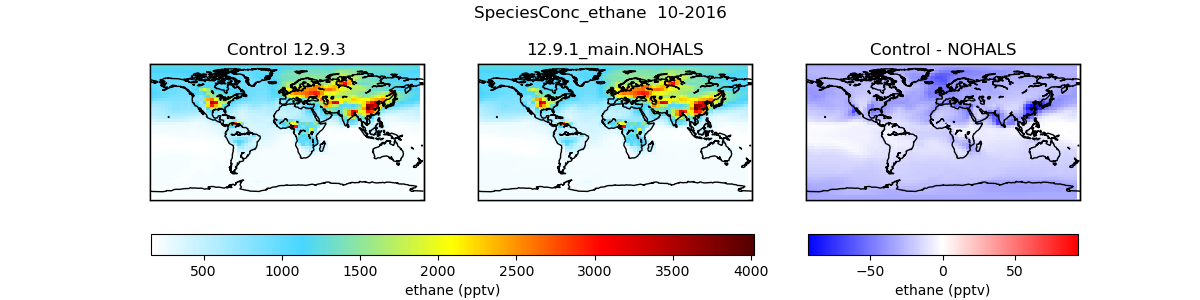 SpeciesConc_ethane  10-2016
Control 12.9.3
12.9.1_main.NOHALS
Control - NOHALS
500 1000 1500 2000 2500 3000 3500 4000
ethane (pptv)
−50 0 50
ethane (pptv)